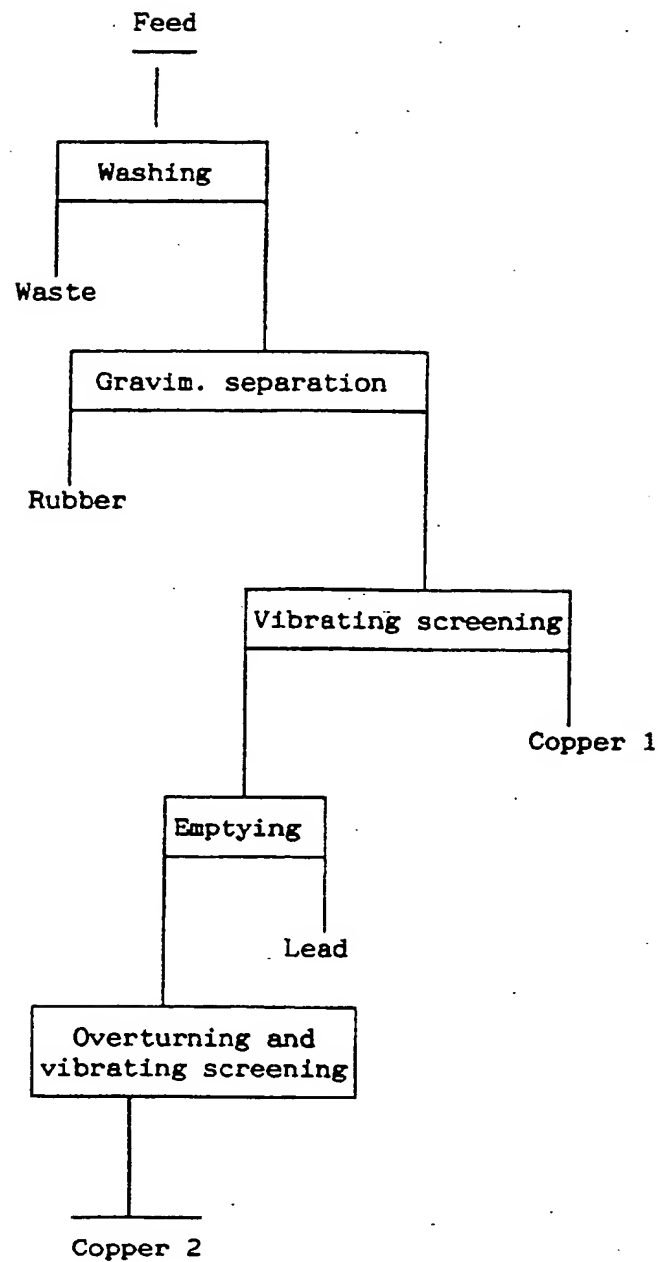 Feed
Washing
Waste
Gravim. separation
Rubber
Vibrating screening
Copper 1
Emptying
Lead
Overturning and
vibrating screening
Copper 2